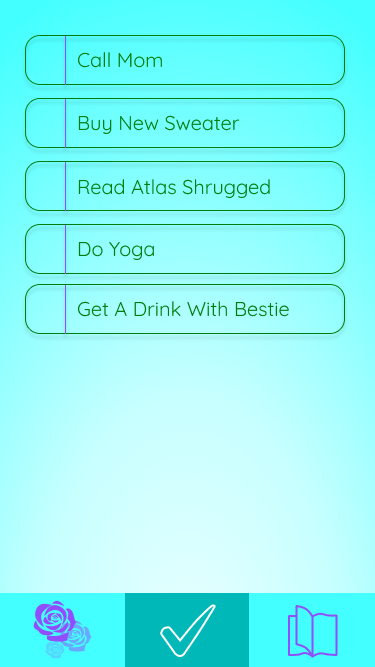 Call Mom
Buy New Sweater
Read Atlas Shrugged
Do Yoga
Get A Drink With Bestie